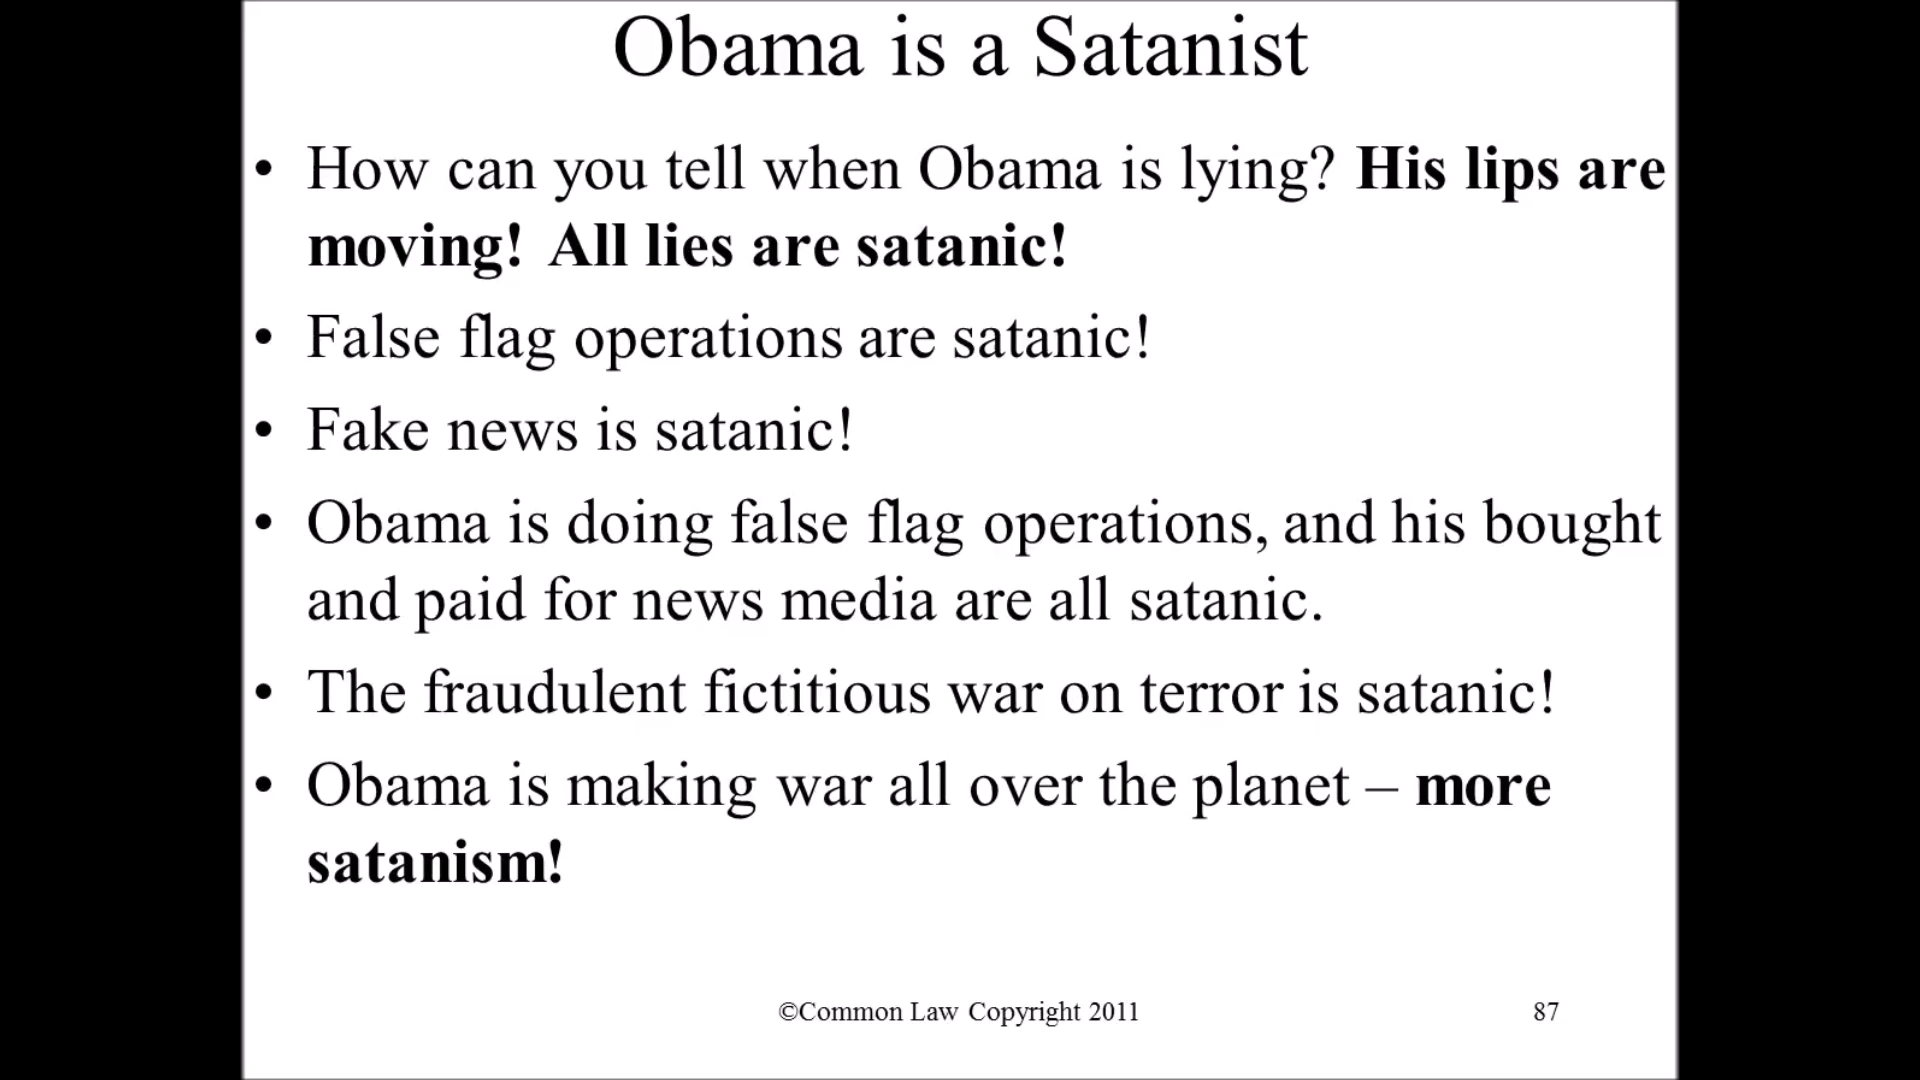 Obama is a Satanist
• How can you tell when Obama is lying? His lips are
moving! All lies are satanic!
• False flag operations are satanic!
• Fake news is satanic!
• Obama is doing false flag operations, and his bought
and paid for news media are all satanic.
• The fraudulent fictitious war on terror is satanic!
• Obama is making war all over the planet – more
satanism!
©Common Law Copyright 2011
87